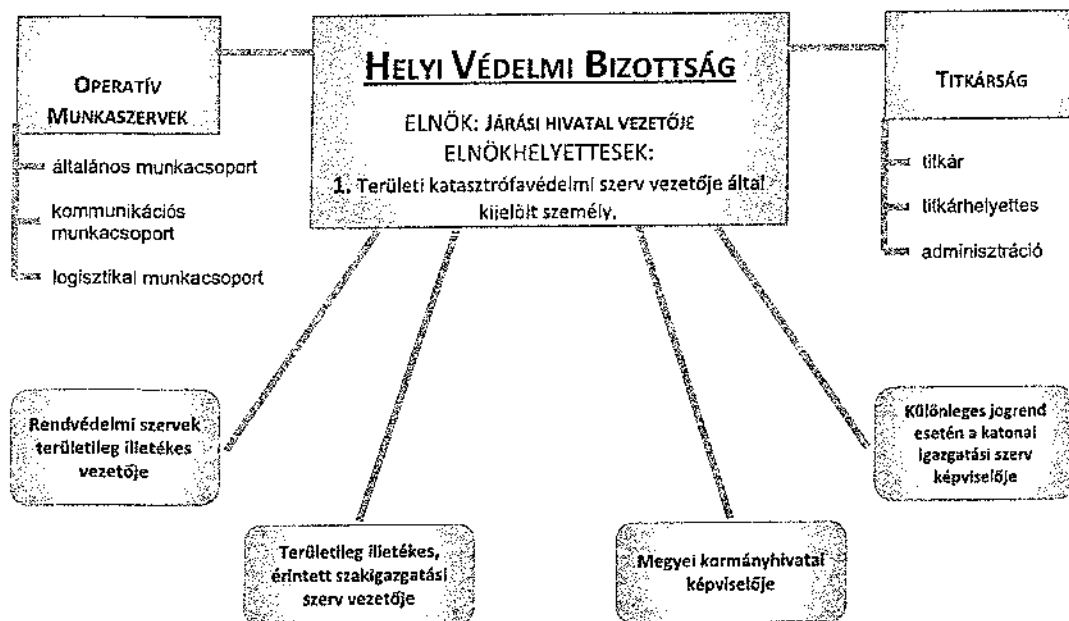 HELYI VÉDELMI BIZOTTSÁG
ELNÖK: JÁRÁSI HIVATAL VEZETŐJE
ELNÖKHELYETTESEK:
1. Területi katasztrófavédelmi szerv vezetője által
kijelölt személy.
OPERATÍV
MUNKASZERVEK
általános munkacsoport
kommunikációs
munkacsoport
logisztikai munkacsoport
TITKÁRSÁG
titkár
titkárhelyettes
adminisztráció
Rendvédelmi szervek
területileg illetékes
vezetője
Területileg illetékes,
érintett szakigazgatási
szerv vezetője
Megyei kormányhivatal
képviselője
Különleges jogrend
esetén a katonai
igazgatási szerv
képviselője